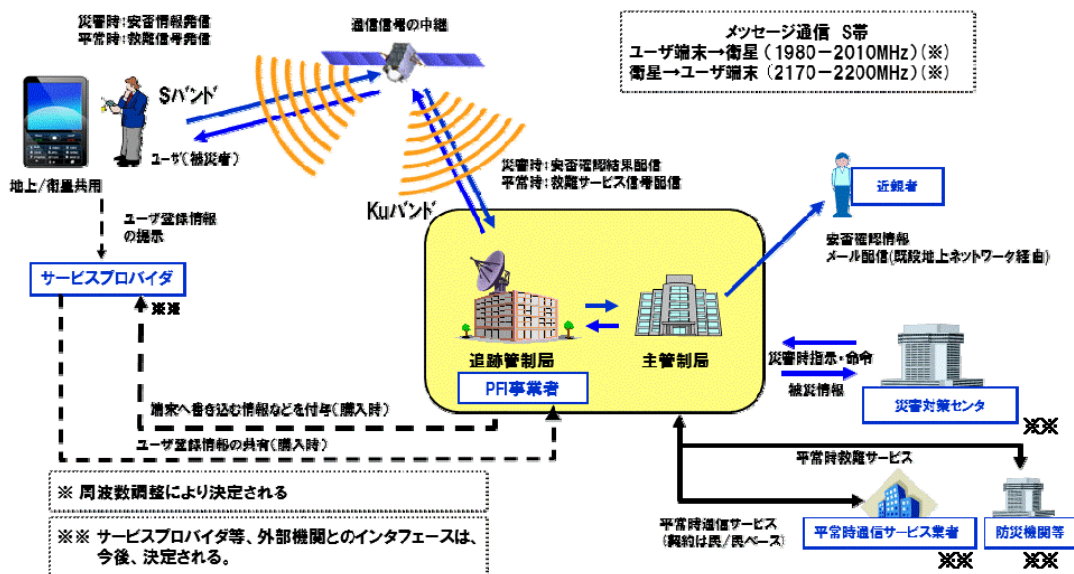 災害時：安否情報発信
平常時：救難信号発信
通信信号の中継
メッセージ通信 S帯
ユーザ端末→衛星（1980－2010MHz）(※)
衛星→ユーザ端末（2170－2200MHz）(※)
Sバンド
ユーザ（被災者）
地上/衛星共用
災害時：安否確認結果配信
平常時：救難サービス信号配信
Kuバンド
近親者
ユーザ登録情報
の提示
安否確認情報
メール配信(既設地上ネットワーク経由)
サービスプロバイダ
※※
追跡管制局
主管制局
PFI事業者
災害時指示・命令
被災情報
災害対策センタ
※※
端末へ書き込む情報などを付与（購入時）
ユーザ登録情報の共有（購入時）
平常時救難サービス
※ 周波数調整により決定される
※※ サービスプロバイダ等、外部機関とのインタフェースは、
今後、決定される。
平常時通信サービス
（契約は民/民ベース）
平常時通信サービス業者
※※
防災機関等
※※